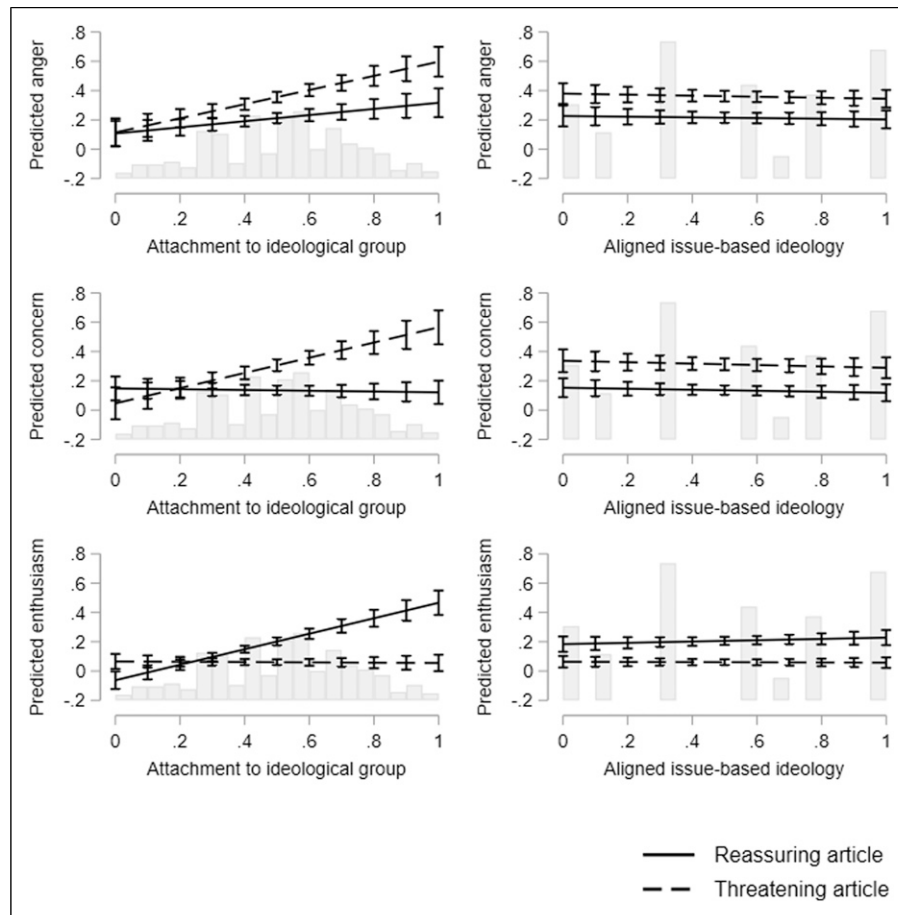 Predicted anger
.8
.6
.4
.2
0
-.2
0 .2 .4 .6 .8 1
Attachment to ideological group
Predicted anger
.8
.6
.4
.2
0
-.2
0 .2 .4 .6 .8 1
Aligned issue-based ideology
Predicted concern
.8
.6
.4
.2
0
-.2
0 .2 .4 .6 .8 1
Attachment to ideological group
Predicted concern
.8
.6
.4
.2
0
-.2
0 .2 .4 .6 .8 1
Aligned issue-based ideology
Predicted enthusiasm
.8
.6
.4
.2
0
-.2
0 .2 .4 .6 .8 1
Attachment to ideological group
Predicted enthusiasm
.8
.6
.4
.2
0
-.2
0 .2 .4 .6 .8 1
Aligned issue-based ideology
Reassuring article
Threatening article